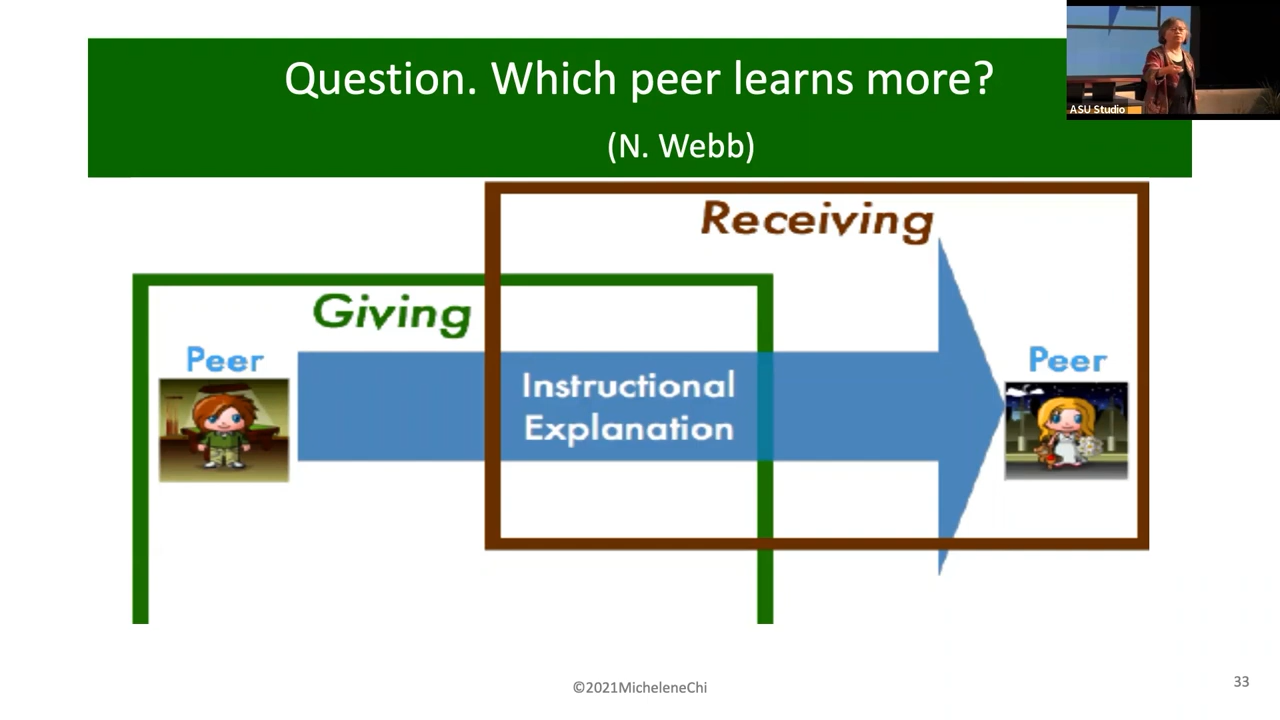 Question. Which peer learns more?
(N. Webb)
ASU Studio
Receiving
Giving
Peer
Instructional
Explanation
Peer
©2021MicheleneChi
33